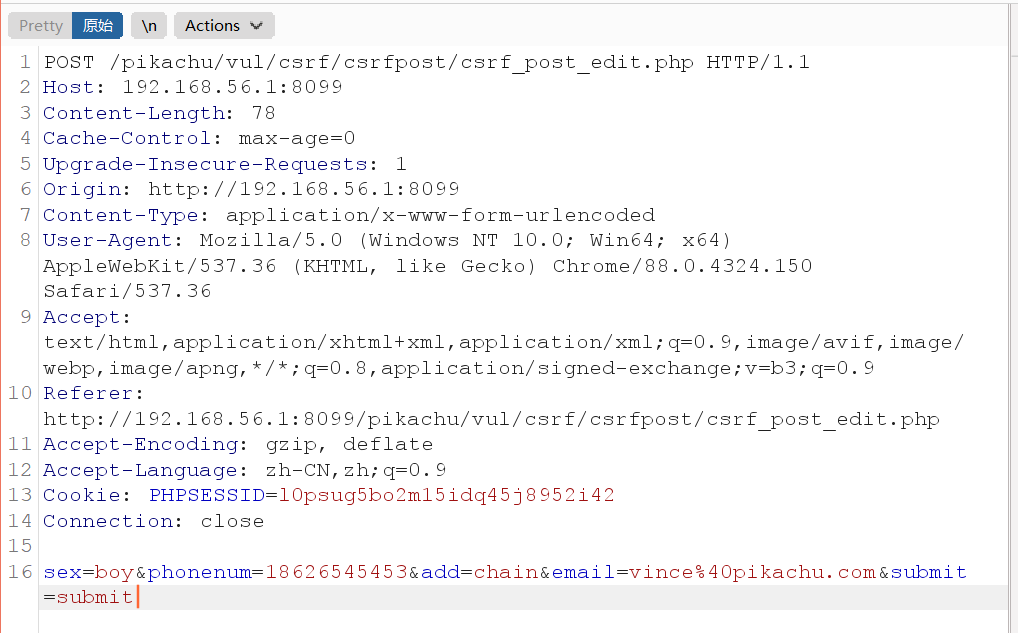 Pretty 原始 \n Actions
1 POST /pikachu/vul/csrf/csrfpost/csrf_post_edit.php HTTP/1.1
2 Host: 192.168.56.1:8099
3 Content-Length: 78
4 Cache-Control: max-age=0
5 Upgrade-Insecure-Requests: 1
6 Origin: http://192.168.56.1:8099
7 Content-Type: application/x-www-form-urlencoded
8 User-Agent: Mozilla/5.0 (Windows NT 10.0; Win64; x64)
AppleWebKit/537.36 (KHTML, like Gecko) Chrome/88.0.4324.150
Safari/537.36
9 Accept:
text/html,application/xhtml+xml,application/xml;q=0.9,image/avif,image/
webp,image/apng,*/*;q=0.8,application/signed-exchange;v=b3;q=0.9
10 Referer:
http://192.168.56.1:8099/pikachu/vul/csrf/csrfpost/csrf_post_edit.php
11 Accept-Encoding: gzip, deflate
12 Accept-Language: zh-CN,zh;q=0.9
13 Cookie: PHPSESSID=l0psug5bo2m15idq45j8952i42
14 Connection: close
15
16 sex=boy&phonenum=18626545453&add=chain&email=vince%40pikachu.com&submit
=submit